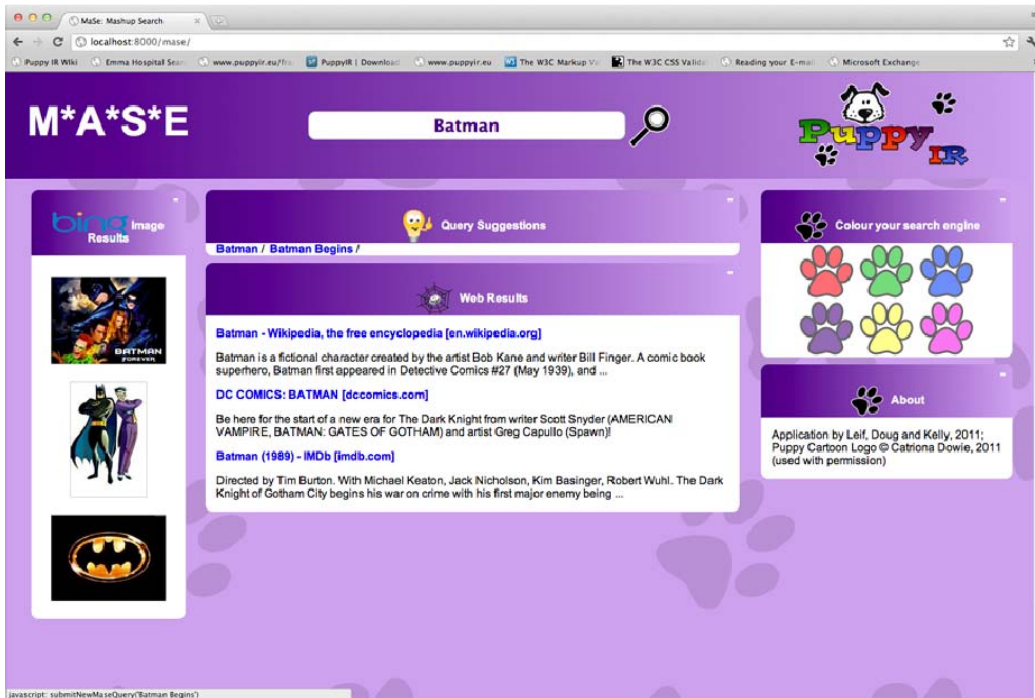 MaSe: Mashup Search
localhost:8000/mase/
Puppy IR Wiki
Emma Hospital Sear
www.puppyir.eu/fra
PuppyIR | Download
www.puppyir.eu
The W3C Markup Va
The W3C CSS Valida
Reading your E-mai
Microsoft Exchange
M*A*S*E
Batman
Puppy
IR
bing Image
Results
BATMAN
FOREVER
Query Suggestions
Batman / Batman Begins /
Web Results
Batman - Wikipedia, the free encyclopedia [en.wikipedia.org]
Batman is a fictional character created by the artist Bob Kane and writer Bill Finger. A comic book
superhero, Batman first appeared in Detective Comics #27 (May 1939), and ...
DC COMICS: BATMAN [dccomics.com]
Be here for the start of a new era for The Dark Knight from writer Scott Snyder (AMERICAN
VAMPIRE, BATMAN: GATES OF GOTHAM) and artist Greg Capullo (Spawn)!
Batman (1989) - IMDb [imdb.com]
Directed by Tim Burton. With Michael Keaton, Jack Nicholson, Kim Basinger, Robert Wuhl. The Dark
Knight of Gotham City begins his war on crime with his first major enemy being ...
Colour your search engine
About
Application by Leif, Doug and Kelly, 2011;
Puppy Cartoon Logo © Catriona Dowie, 2011
(used with permission)
javascript: submitNewMaseQuery('Batman Begins')